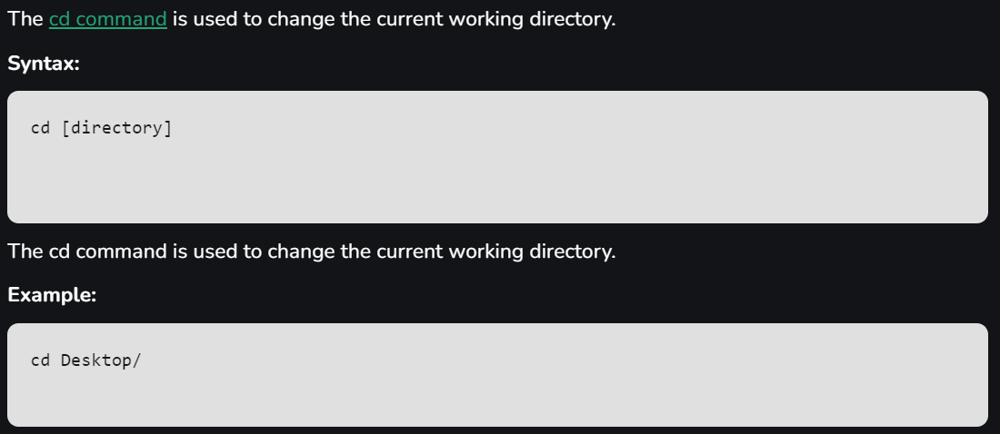 The cd command is used to change the current working directory.
Syntax:
cd [directory]
The cd command is used to change the current working directory.
Example:
cd Desktop/